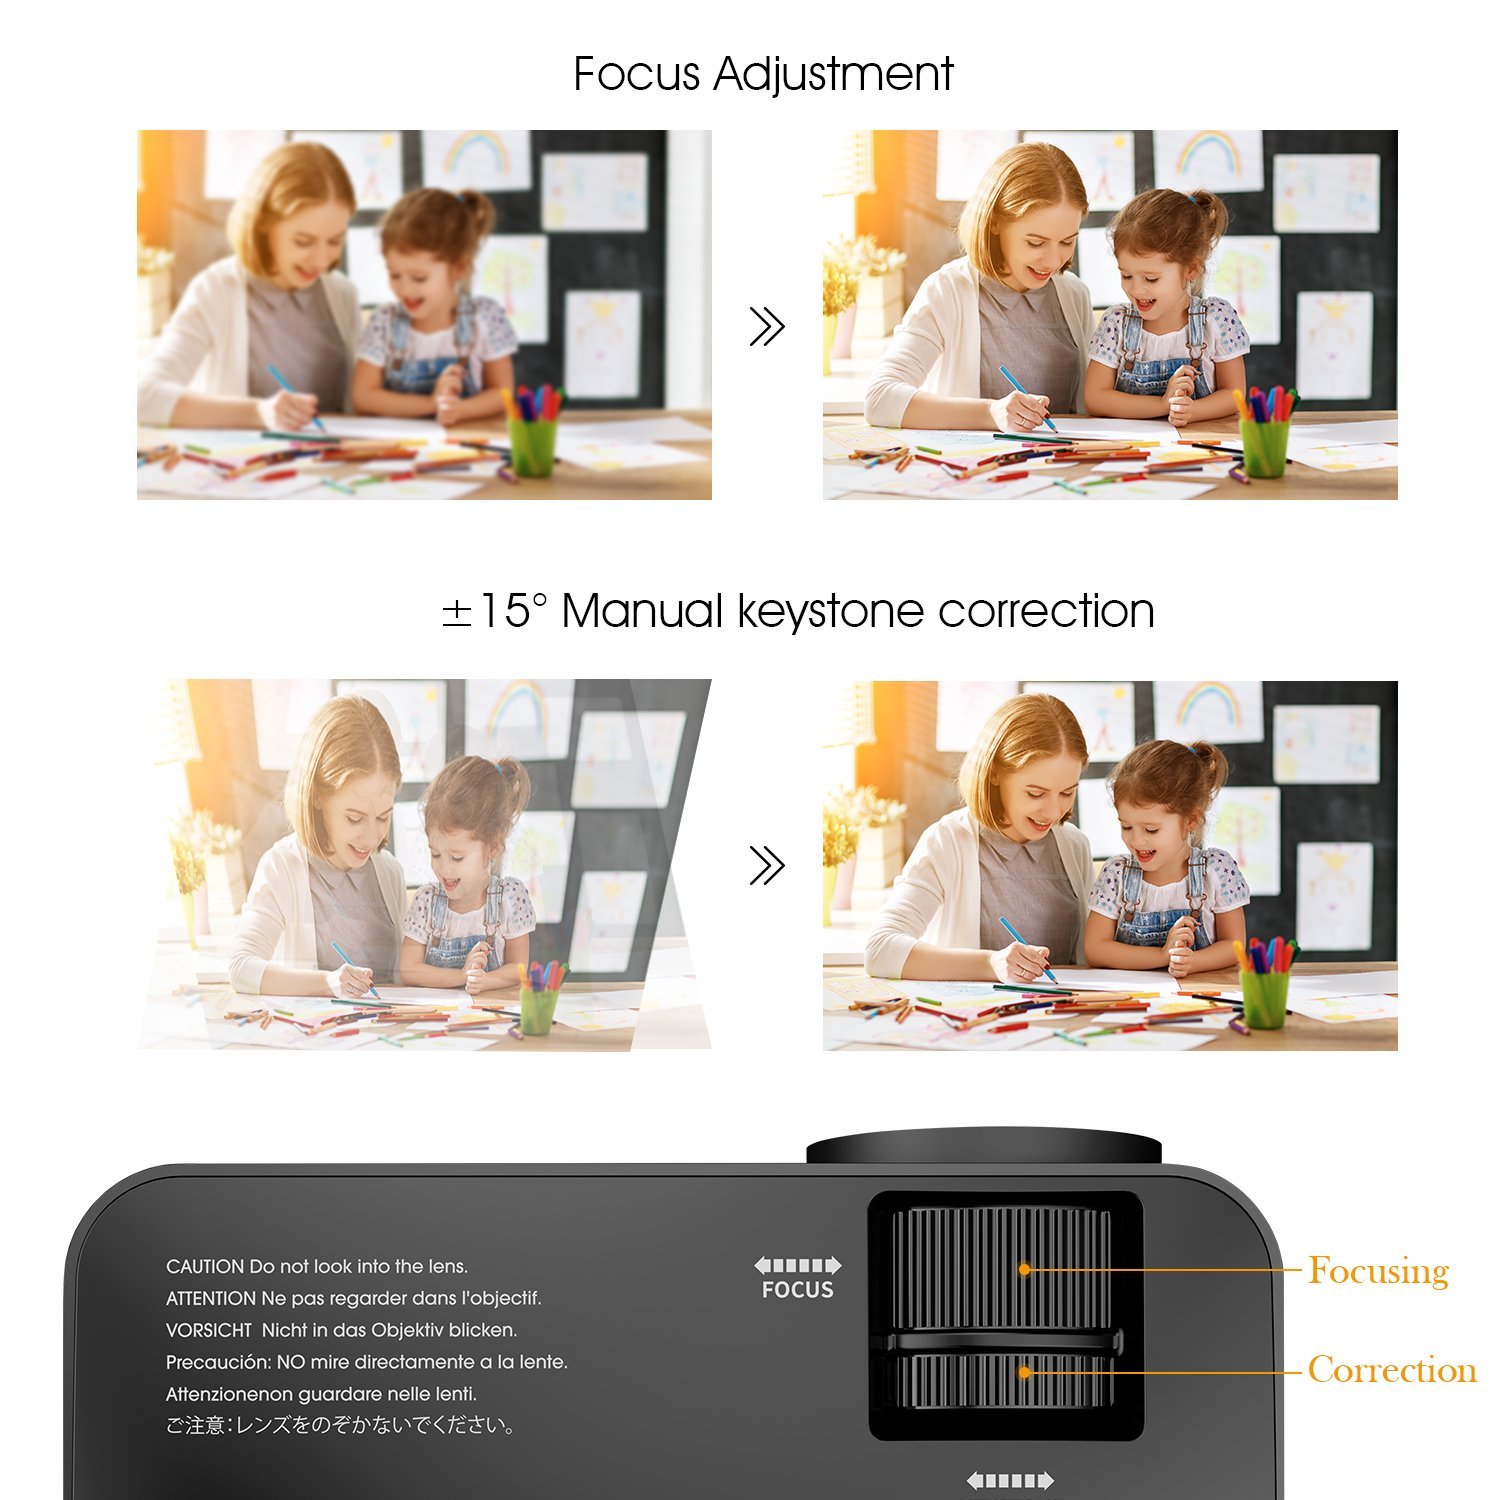 Focus Adjustment
±15° Manual keystone correction
CAUTION Do not look into the lens.
ATTENTION Ne pas regarder dans l'objectif.
VORSICHT  Nicht in das Objektiv blicken.
Precaución: NO mire directamente a la lente.
Attenzionenon guardare nelle lenti.
ご注意：レンズをのぞかないでください。
FOCUS
Focusing
Correction